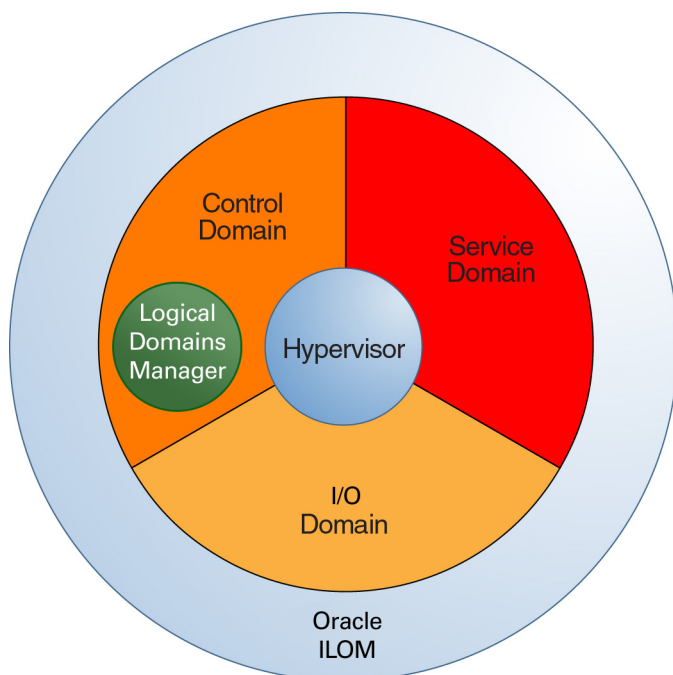 Control
Domain
Service
Domain
Logical
Domains
Manager
Hypervisor
I/O
Domain
Oracle
ILOM